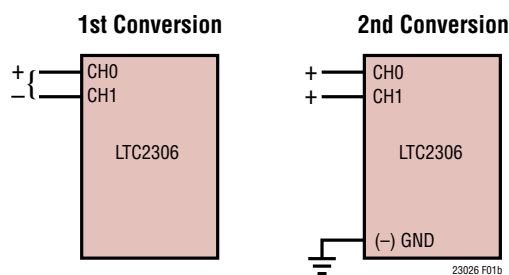 1st Conversion
+
–
{
CH0
CH1
LTC2306
2nd Conversion
+
+
CH0
CH1
LTC2306
(–) GND
23026 F01b